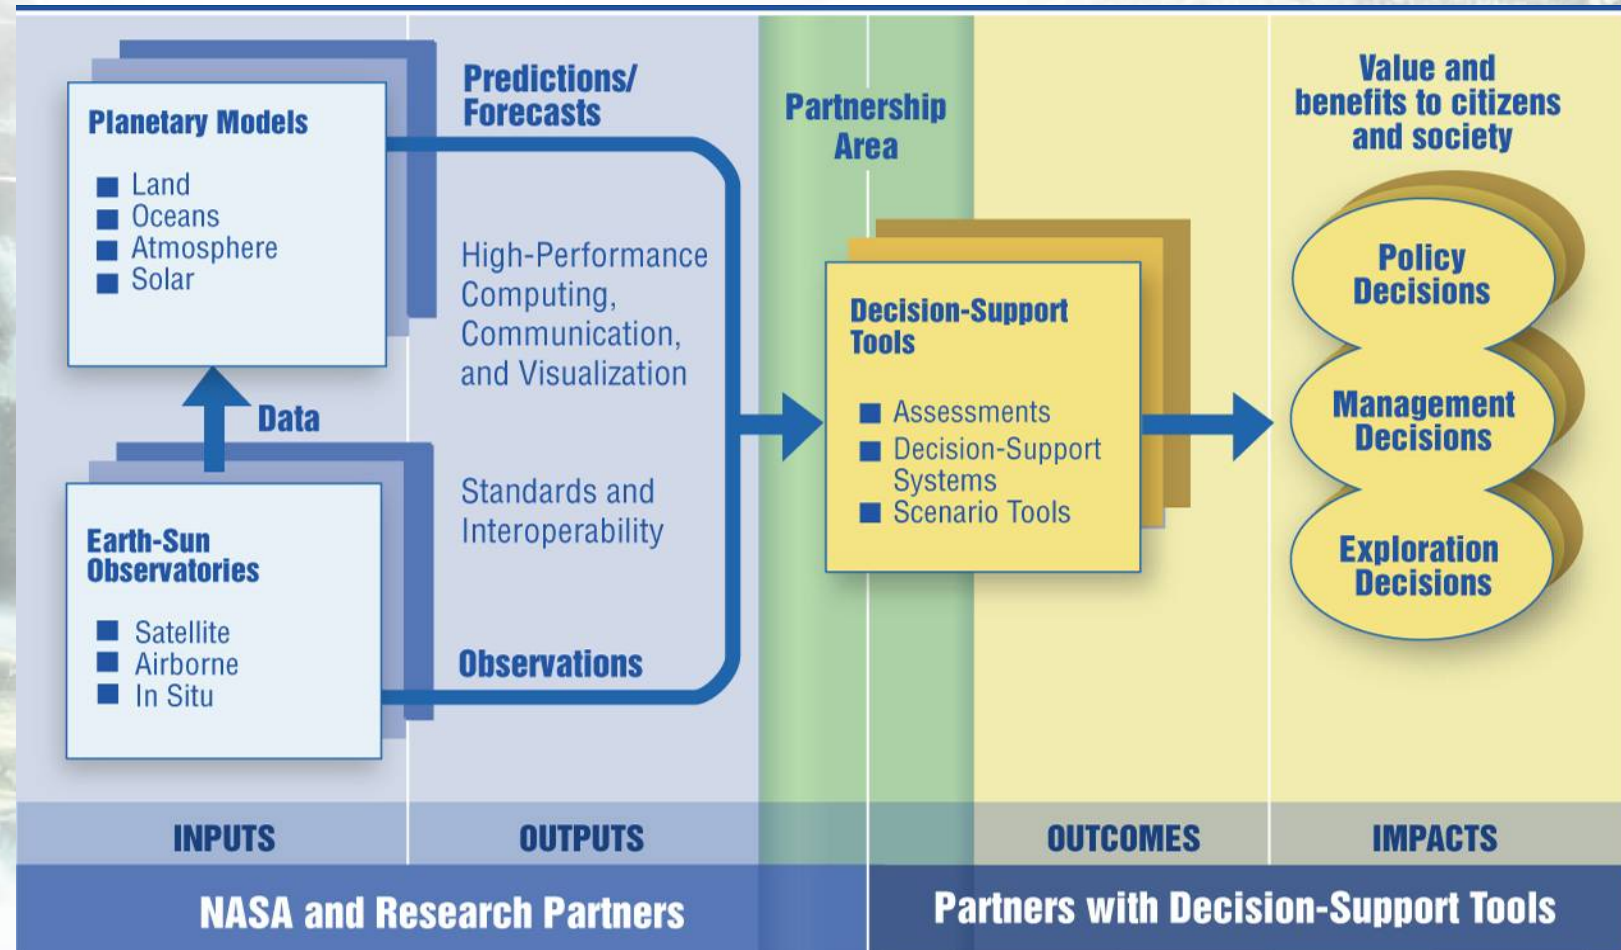 Planetary Models
Land
Oceans
Atmosphere
Solar
Data
Earth-Sun
Observatories
Satellite
Airborne
In Situ
Predictions/
Forecasts
High-Performance
Computing,
Communication,
and Visualization
Standards and
Interoperability
Observations
Partnership
Area
Decision-Support
Tools
Assessments
Decision-Support
Systems
Scenario Tools
Value and
benefits to citizens
and society
Policy
Decisions
Management
Decisions
Exploration
Decisions
INPUTS
OUTPUTS
OUTCOMES
IMPACTS
NASA and Research Partners
Partners with Decision-Support Tools